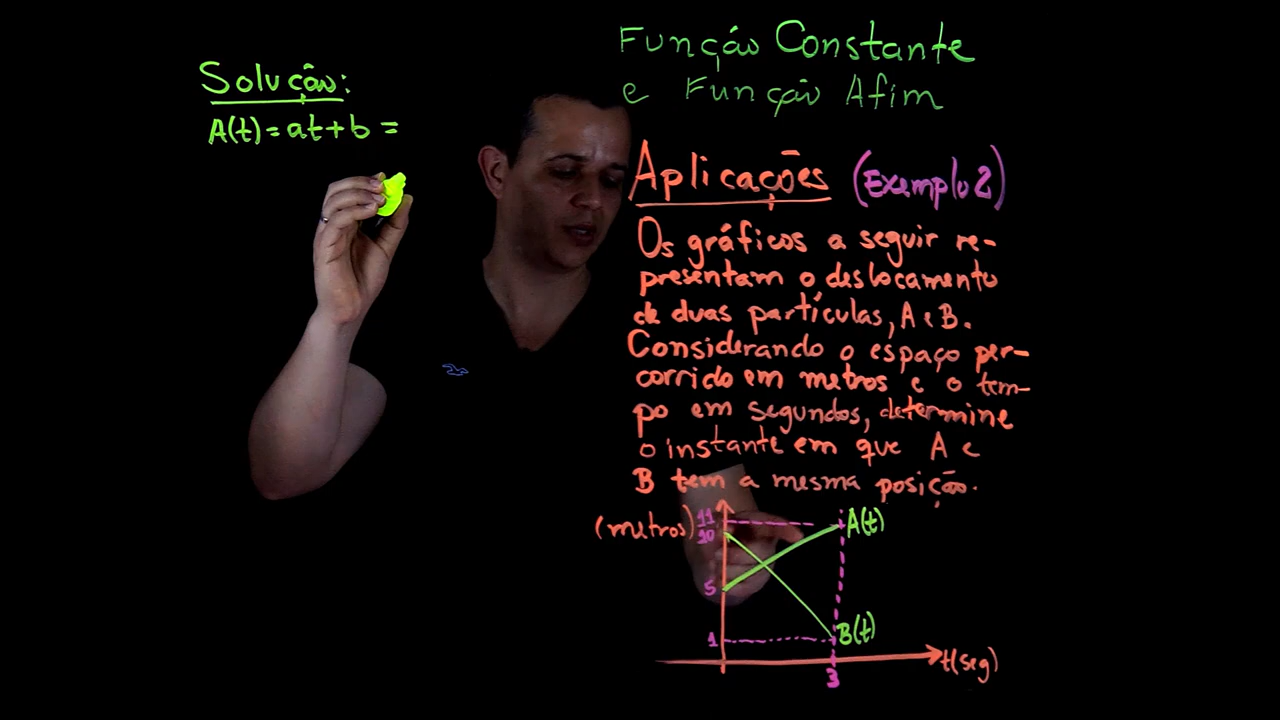 Função Constante
e Função Afim
Solução:
A(t) = at + b =
Aplicações (Exemplo 2)
Os gráficos a seguir re-
presentam o deslocamento
de duas partículas, A e B.
Considerando o espaço per-
corrido em metros e o tem-
po em segundos, determine
o instante em que A e
B tem a mesma posição.
(metros)
11
10
5
1
A(t)
B(t)
t(seg)
3